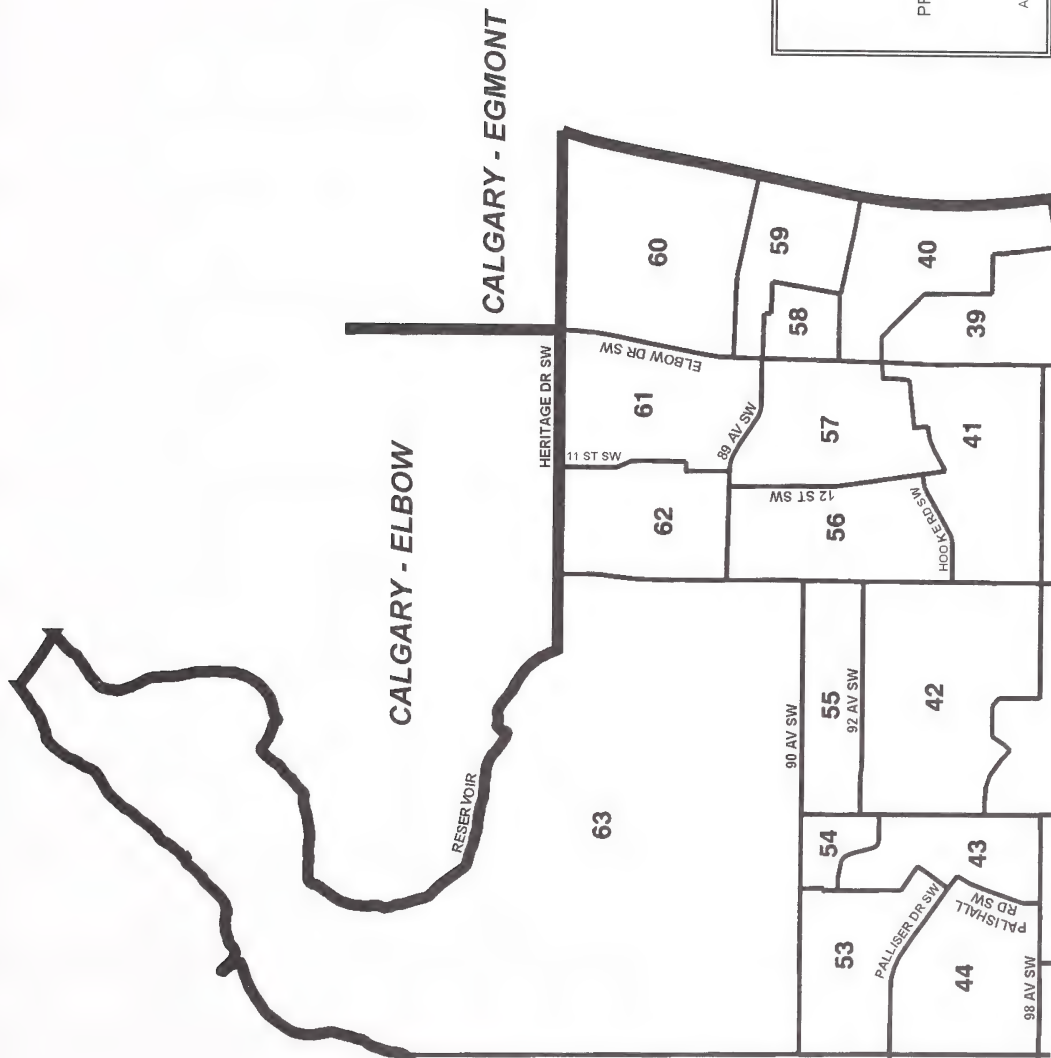 CALGARY - EGMONT
CALGARY - ELBOW
HERITAGE DR SW
60
ELBOW DR SW
59
58
61
11 ST SW
62
89 AV SW
57
12 ST SW
56
HOOKE RD SW
40
39
41
RESERVOIR
63
90 AV SW
55
92 AV SW
42
54
53
43
PALLISER DR SW
PALISHALL
RD SW
44
98 AV SW